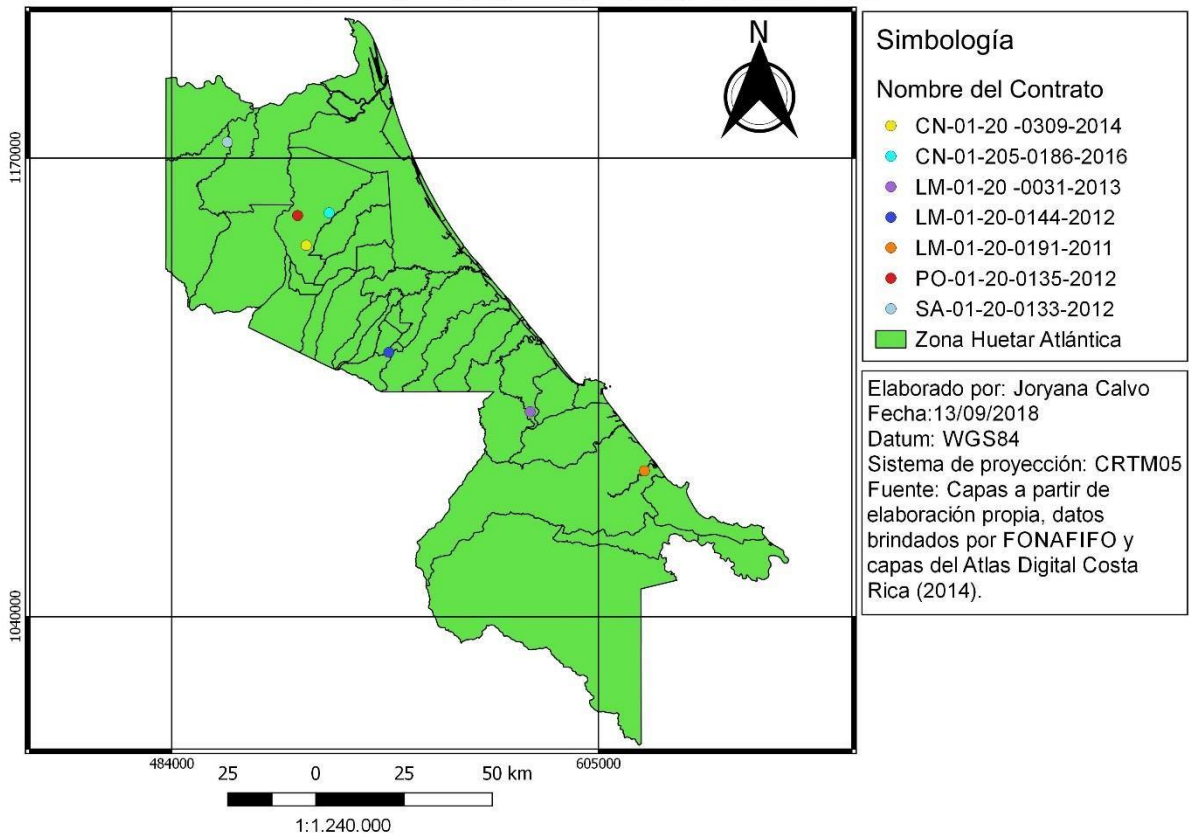 N
1170000
1040000
484000
605000
25 0 25 50 km
1:1.240.000
Simbología
Nombre del Contrato
CN-01-20 -0309-2014
CN-01-205-0186-2016
LM-01-20 -0031-2013
LM-01-20-0144-2012
LM-01-20-0191-2011
PO-01-20-0135-2012
SA-01-20-0133-2012
Zona Huetar Atlántica
Elaborado por: Joryana Calvo
Fecha:13/09/2018
Datum: WGS84
Sistema de proyección: CRTM05
Fuente: Capas a partir de
elaboración propia, datos
brindados por FONAFIFO y
capas del Atlas Digital Costa
Rica (2014).